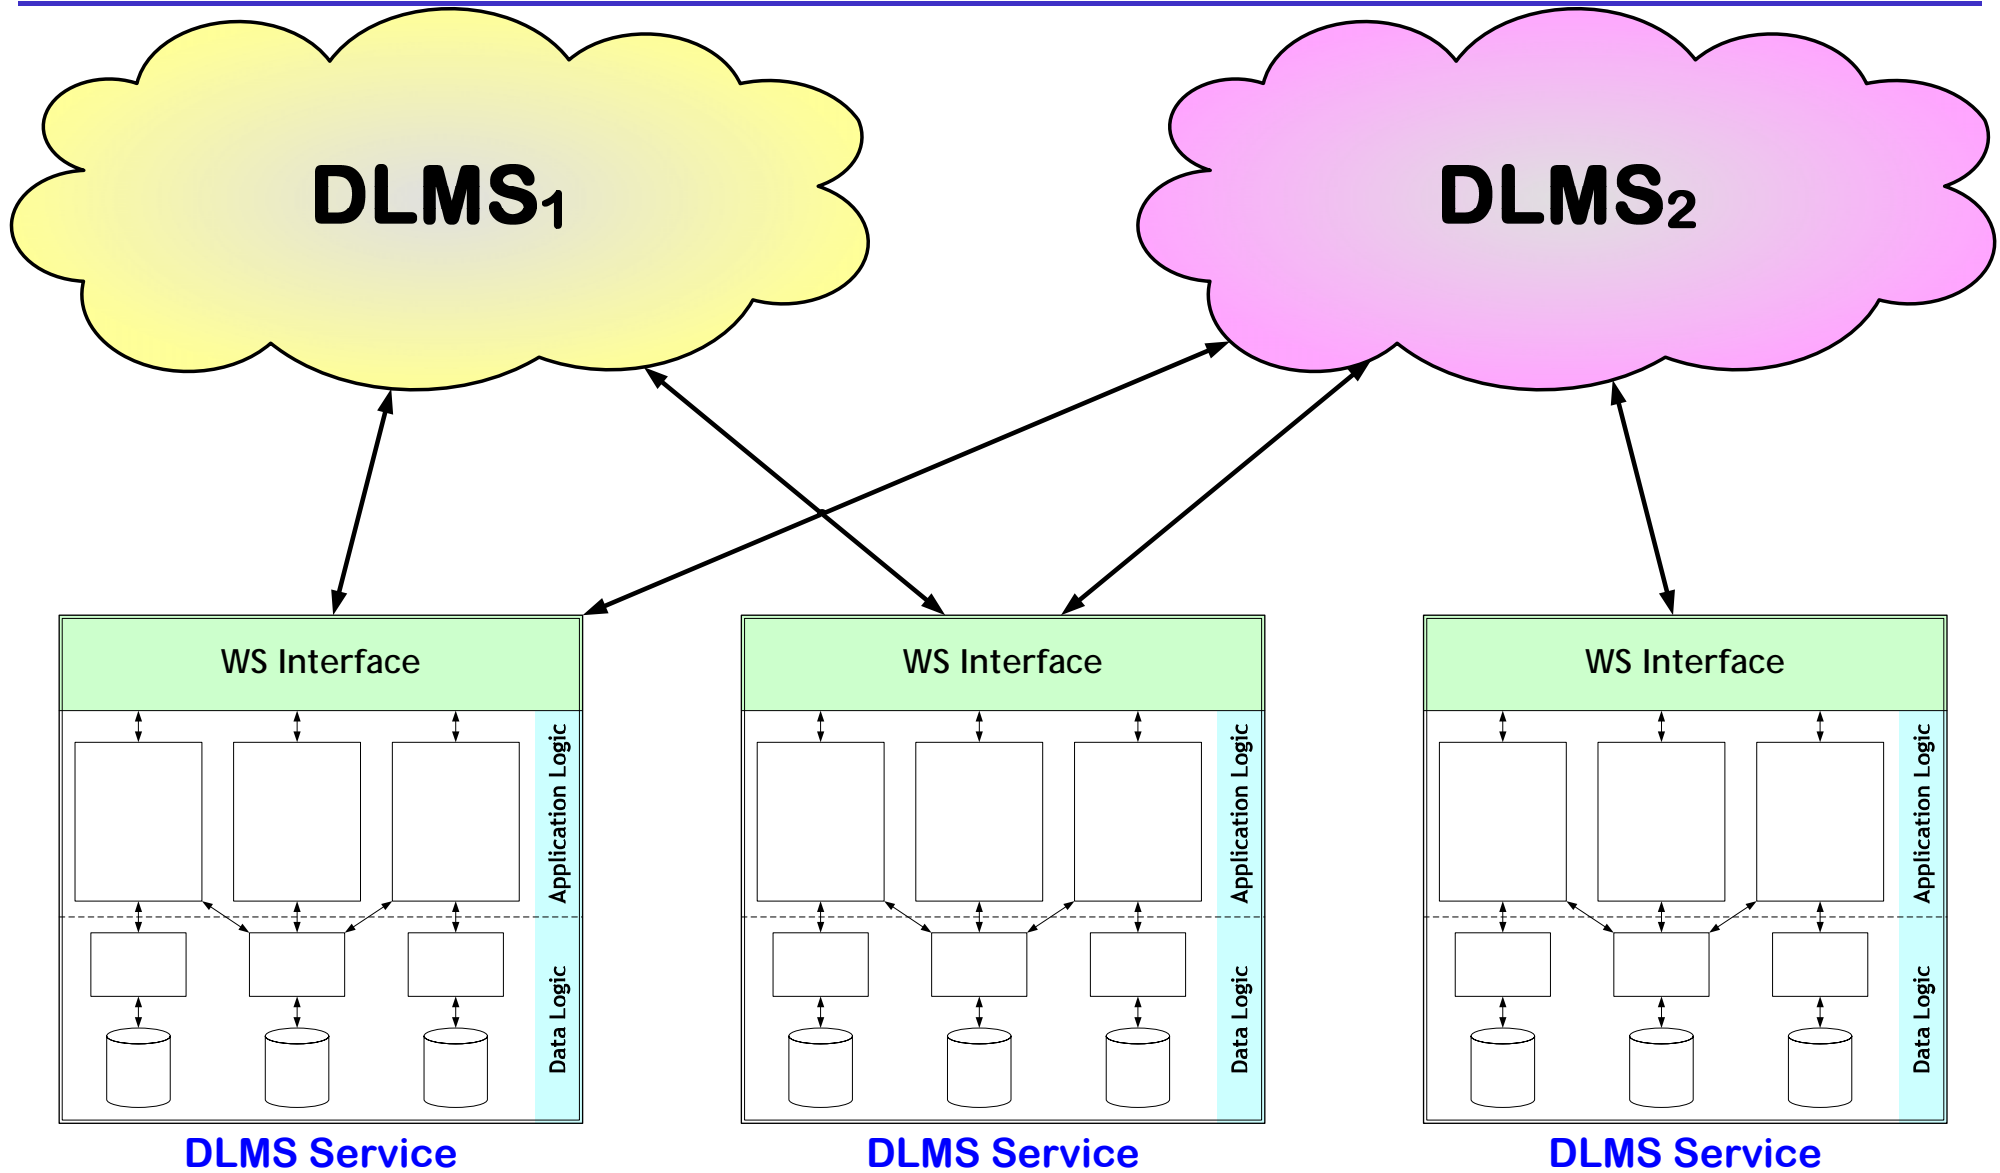 DLMS₁
DLMS₂
WS Interface
WS Interface
WS Interface
Application Logic
Data Logic
Application Logic
Data Logic
Application Logic
Data Logic
DLMS Service
DLMS Service
DLMS Service